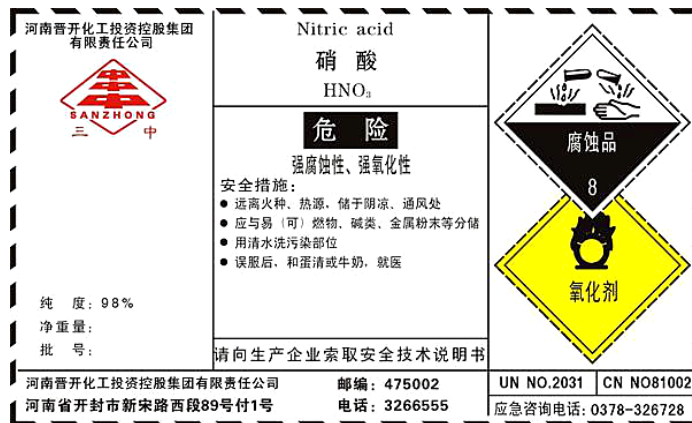 河南晋开化工投资控股集团
有限责任公司
SANZHONG
三 中
纯 度：98%
净重量：
批 号：
Nitric acid
硝 酸
HNO₃
危 险
强腐蚀性、强氧化性
安全措施：
● 远离火种、热源，储于阴凉、通风处
● 应与易（可）燃物、碱类、金属粉末等分储
● 用清水洗污染部位
● 误服后，和蛋清或牛奶，就医
请向生产企业索取安全技术说明书
腐蚀品
8
氧化剂
河南晋开化工投资控股集团有限责任公司 邮编：475002
河南省开封市新宋路西段89号付1号 电话：3266555
UN NO.2031 CN NO81002
应急咨询电话：0378-326728